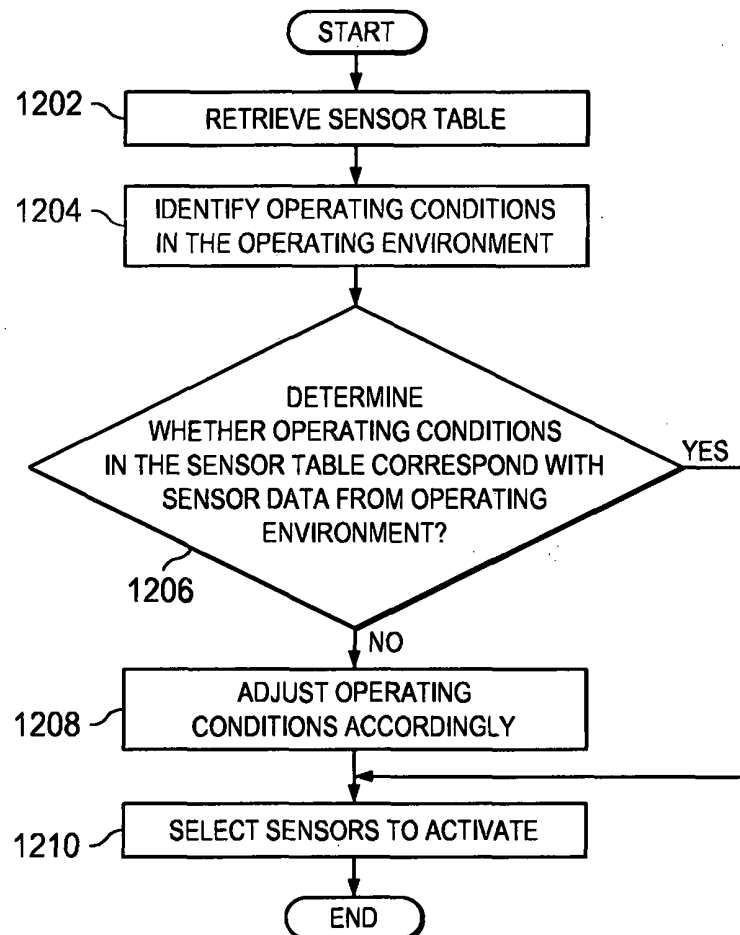 START
1202
RETRIEVE SENSOR TABLE
1204
IDENTIFY OPERATING CONDITIONS
IN THE OPERATING ENVIRONMENT
DETERMINE
WHETHER OPERATING CONDITIONS
IN THE SENSOR TABLE CORRESPOND WITH
SENSOR DATA FROM OPERATING
ENVIRONMENT?
YES
1206
NO
1208
ADJUST OPERATING
CONDITIONS ACCORDINGLY
1210
SELECT SENSORS TO ACTIVATE
END